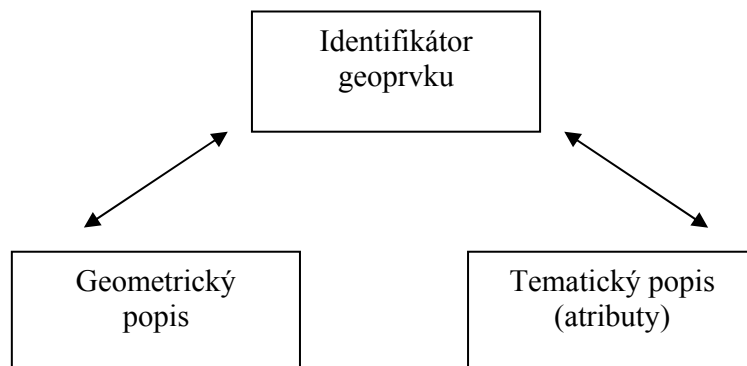 Identifikátor
geoprvku
Geometrický
popis
Tematický popis
(atributy)